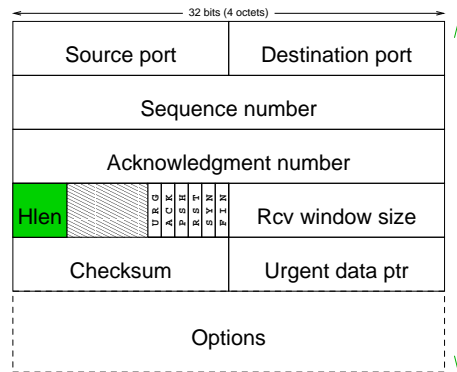 32 bits (4 octets)
Source port Destination port
Sequence number
Acknowledgment number
Hlen URG ACK PSH RST SYN FIN Rcv window size
Checksum Urgent data ptr
Options